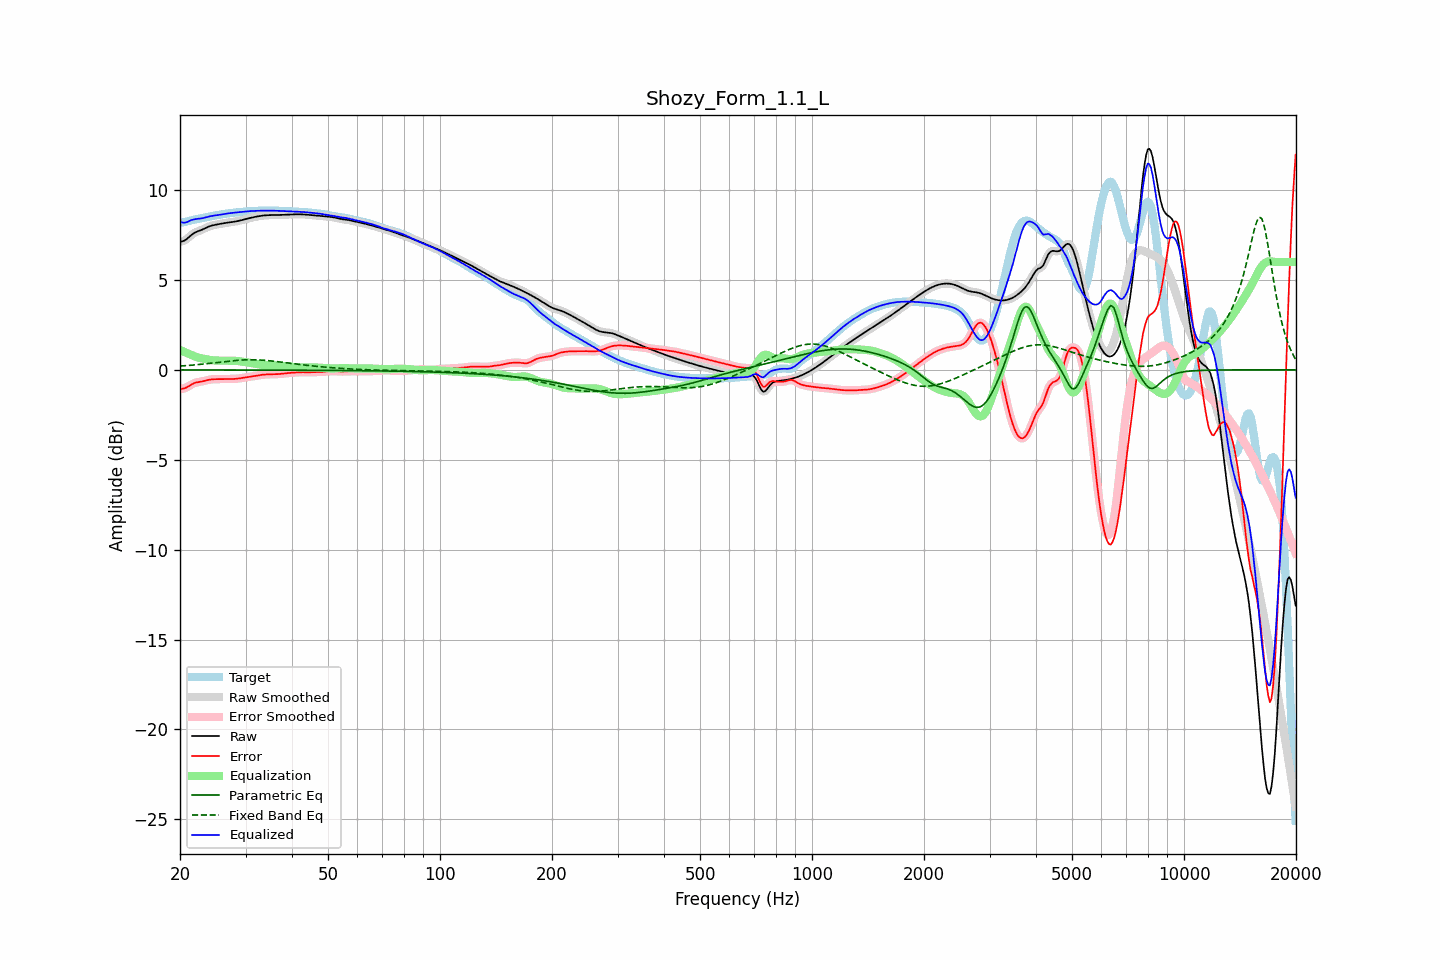 Shozy_Form_1.1_L
10
5
0
−5
−10
−15
−20
−25
Amplitude (dBr)
Target
Raw Smoothed
Error Smoothed
Raw
Error
Equalization
Parametric Eq
Fixed Band Eq
Equalized
20 50 100 200 500 1000 2000 5000 10000 20000
Frequency (Hz)